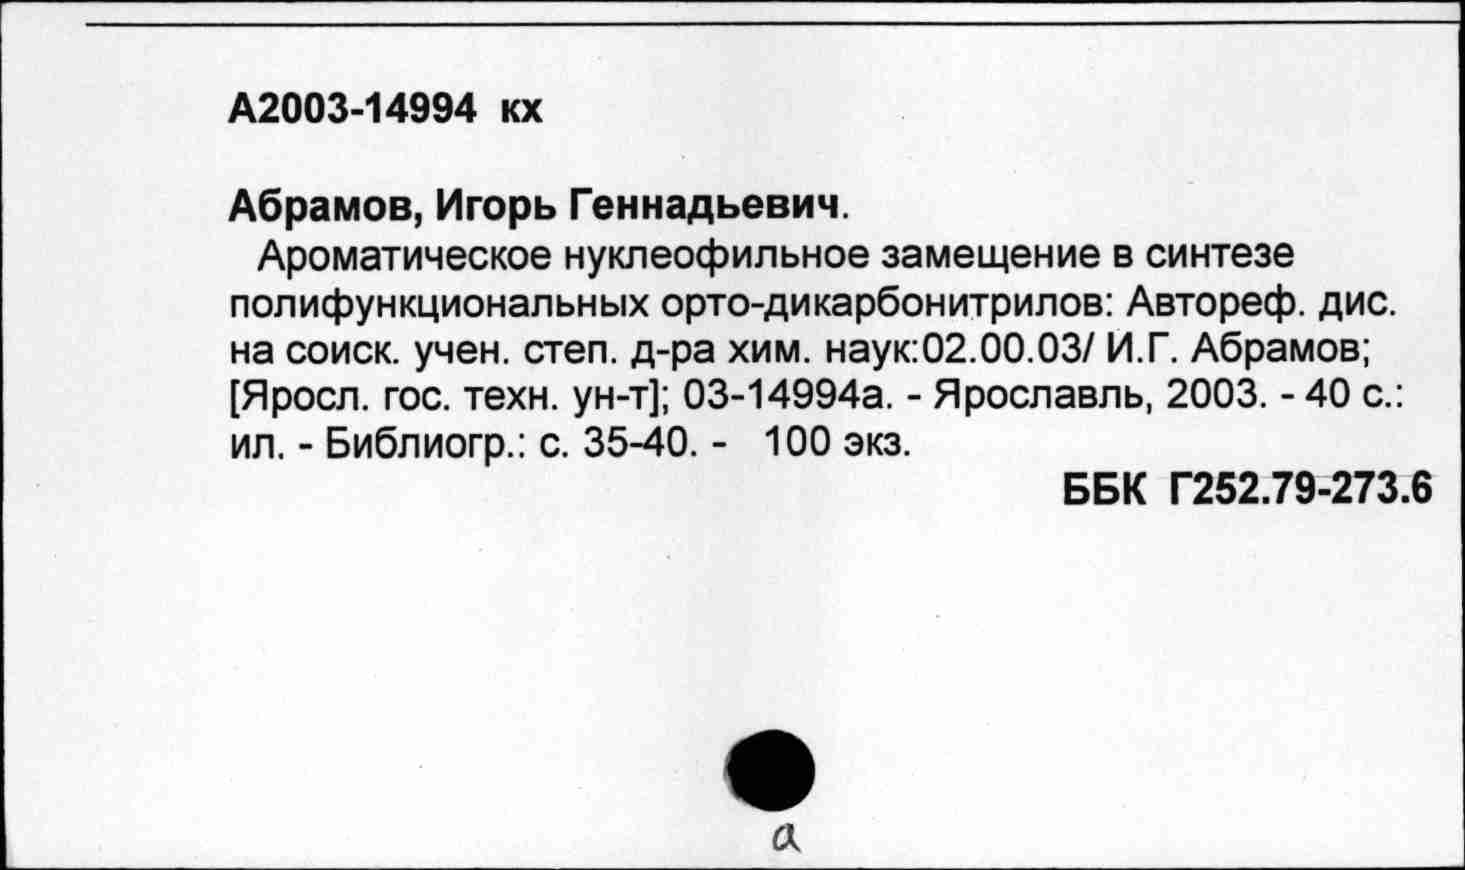 А2003-14994 кх
Абрамов, Игорь Геннадьевич.
Ароматическое нуклеофильное замещение в синтезе
полифункциональных орто-дикарбонитрилов: Автореф. дис.
на соиск. учен. степ. д-ра хим. наук:02.00.03/ И.Г. Абрамов;
[Яросл. гос. техн. ун-т]; 03-14994а. - Ярославль, 2003. - 40 с.:
ил. - Библиогр.: с. 35-40. - 100 экз.
ББК Г252.79-273.6
а